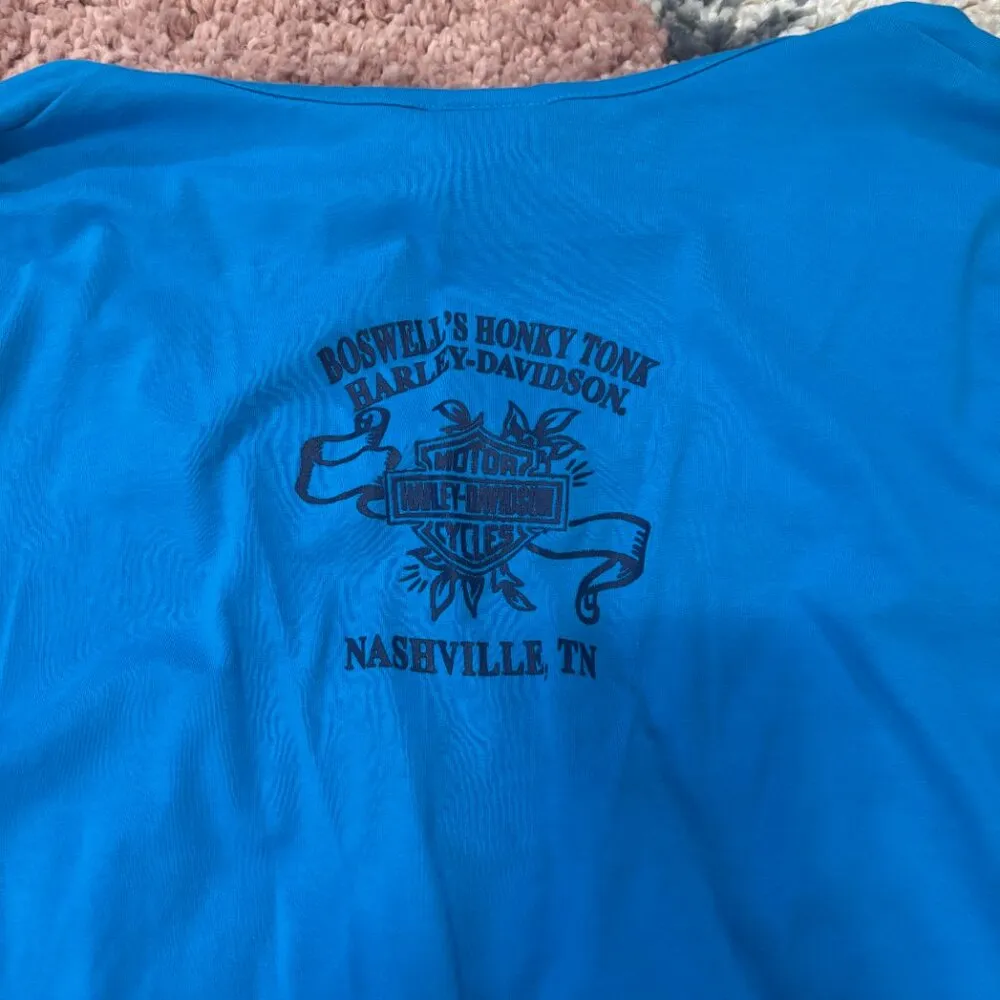 BOSWELL'S HONKY TONK
HARLEY-DAVIDSON.
MOTOR
HARLEY-DAVIDSON
CYCLES
NASHVILLE, TN